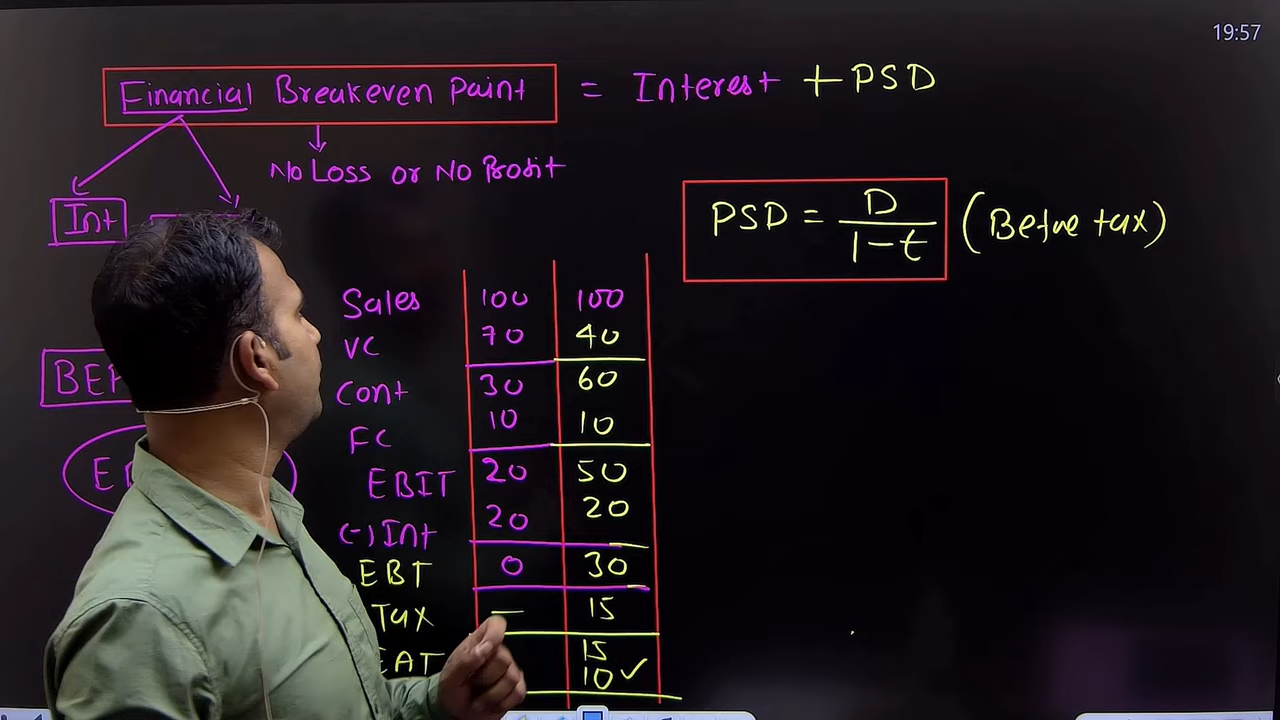 19:57
Financial Breakeven Point = Interest + PSD
No Loss or No Profit
Int
PSD = D / 1-t (Before tax)
Sales 100 100
VC 70 40
BEP
Cont 30 60
FC 10 10
EBIT 20 50
(-) Int 20 20
EBT 0 30
Tax — 15
EAT 15
10 ✓